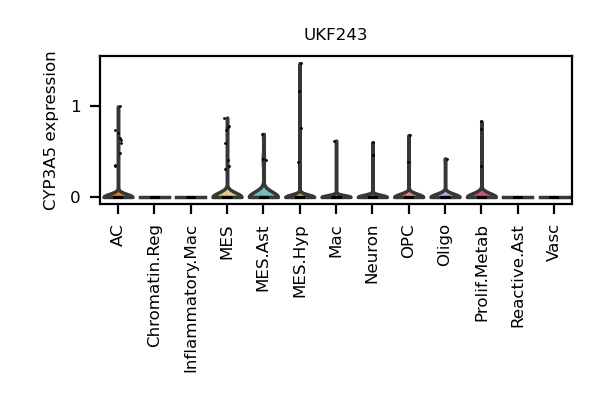 UKF243
CYP3A5 expression
1
0
AC
Chromatin.Reg
Inflammatory.Mac
MES
MES.Ast
MES.Hyp
Mac
Neuron
OPC
Oligo
Prolif.Metab
Reactive.Ast
Vasc